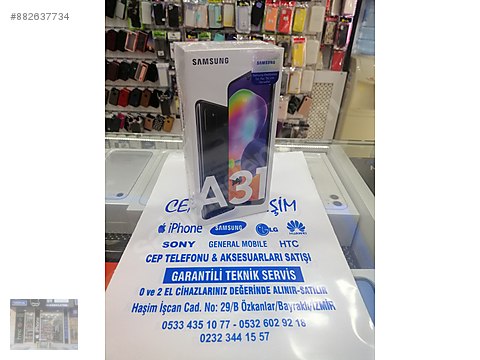 #882637734
SAMSUNG
SAMSUNG
A31
CE
ŞİM
iPhone SAMSUNG LG HUAWEI
SONY GENERAL MOBILE HTC
CEP TELEFONU & AKSESUARLARI SATIŞI
GARANTİLİ TEKNİK SERVİS
0 ve 2 EL CİHAZLARINIZ DEĞERİNDE ALINIR-SATILIR
Haşim İşcan Cad. No: 29/B Özkanlar/Bayraklı/İZMİR
0533 435 10 77 - 0532 602 92 18
0232 344 15 57